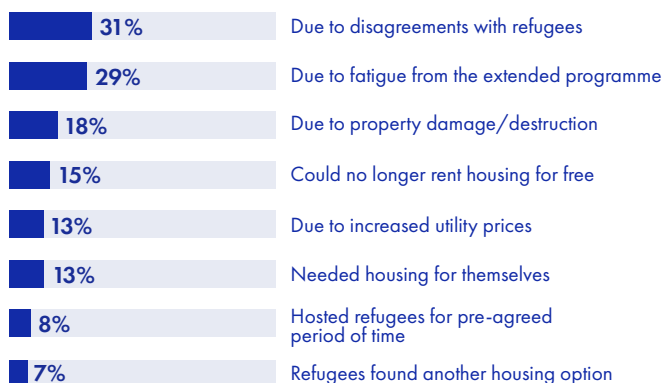 31% Due to disagreements with refugees
29% Due to fatigue from the extended programme
18% Due to property damage/destruction
15% Could no longer rent housing for free
13% Due to increased utility prices
13% Needed housing for themselves
8% Hosted refugees for pre-agreed
period of time
7% Refugees found another housing option